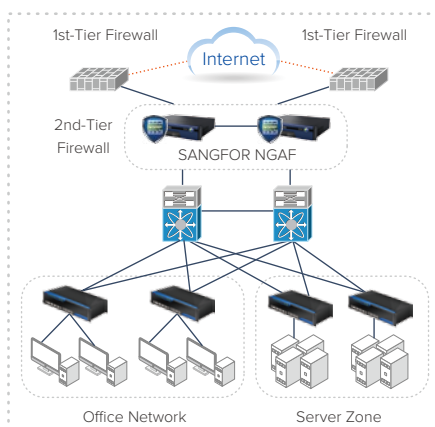 1st-Tier Firewall
1st-Tier Firewall
Internet
2nd-Tier
Firewall
SANGFOR NGAF
Office Network
Server Zone